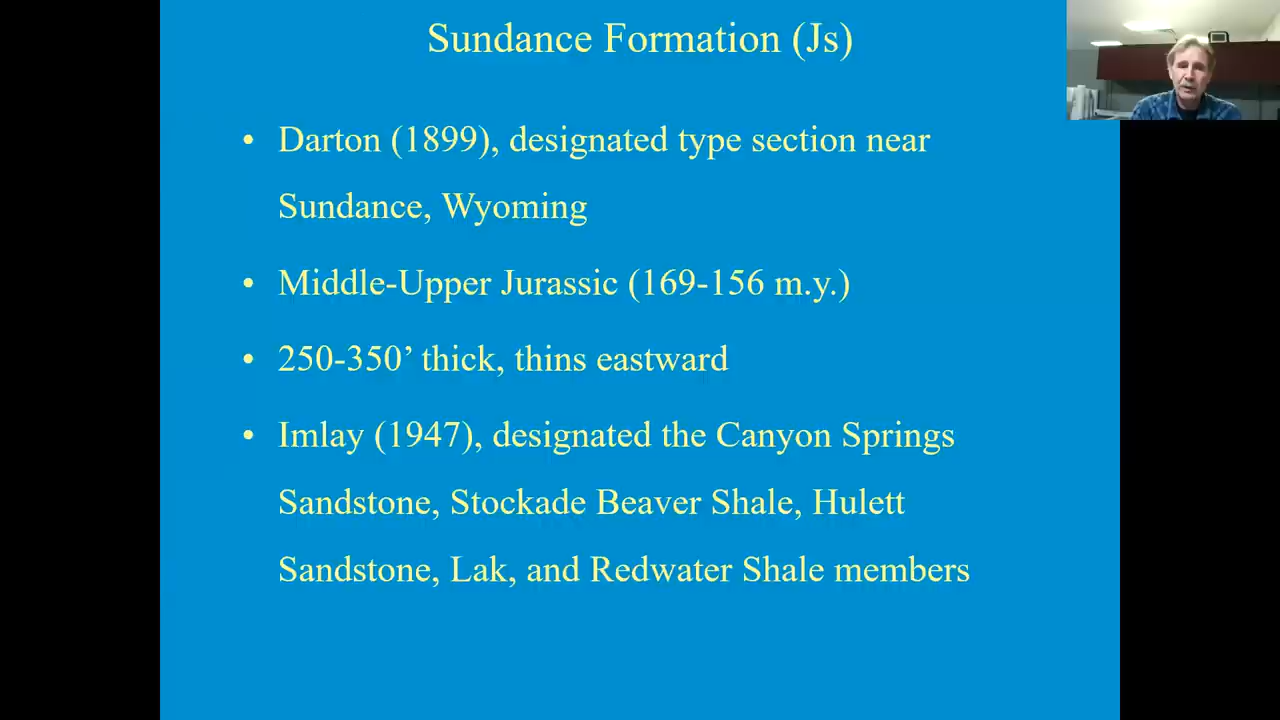 Sundance Formation (Js)
• Darton (1899), designated type section near
Sundance, Wyoming
• Middle-Upper Jurassic (169-156 m.y.)
• 250-350’ thick, thins eastward
• Imlay (1947), designated the Canyon Springs
Sandstone, Stockade Beaver Shale, Hulett
Sandstone, Lak, and Redwater Shale members